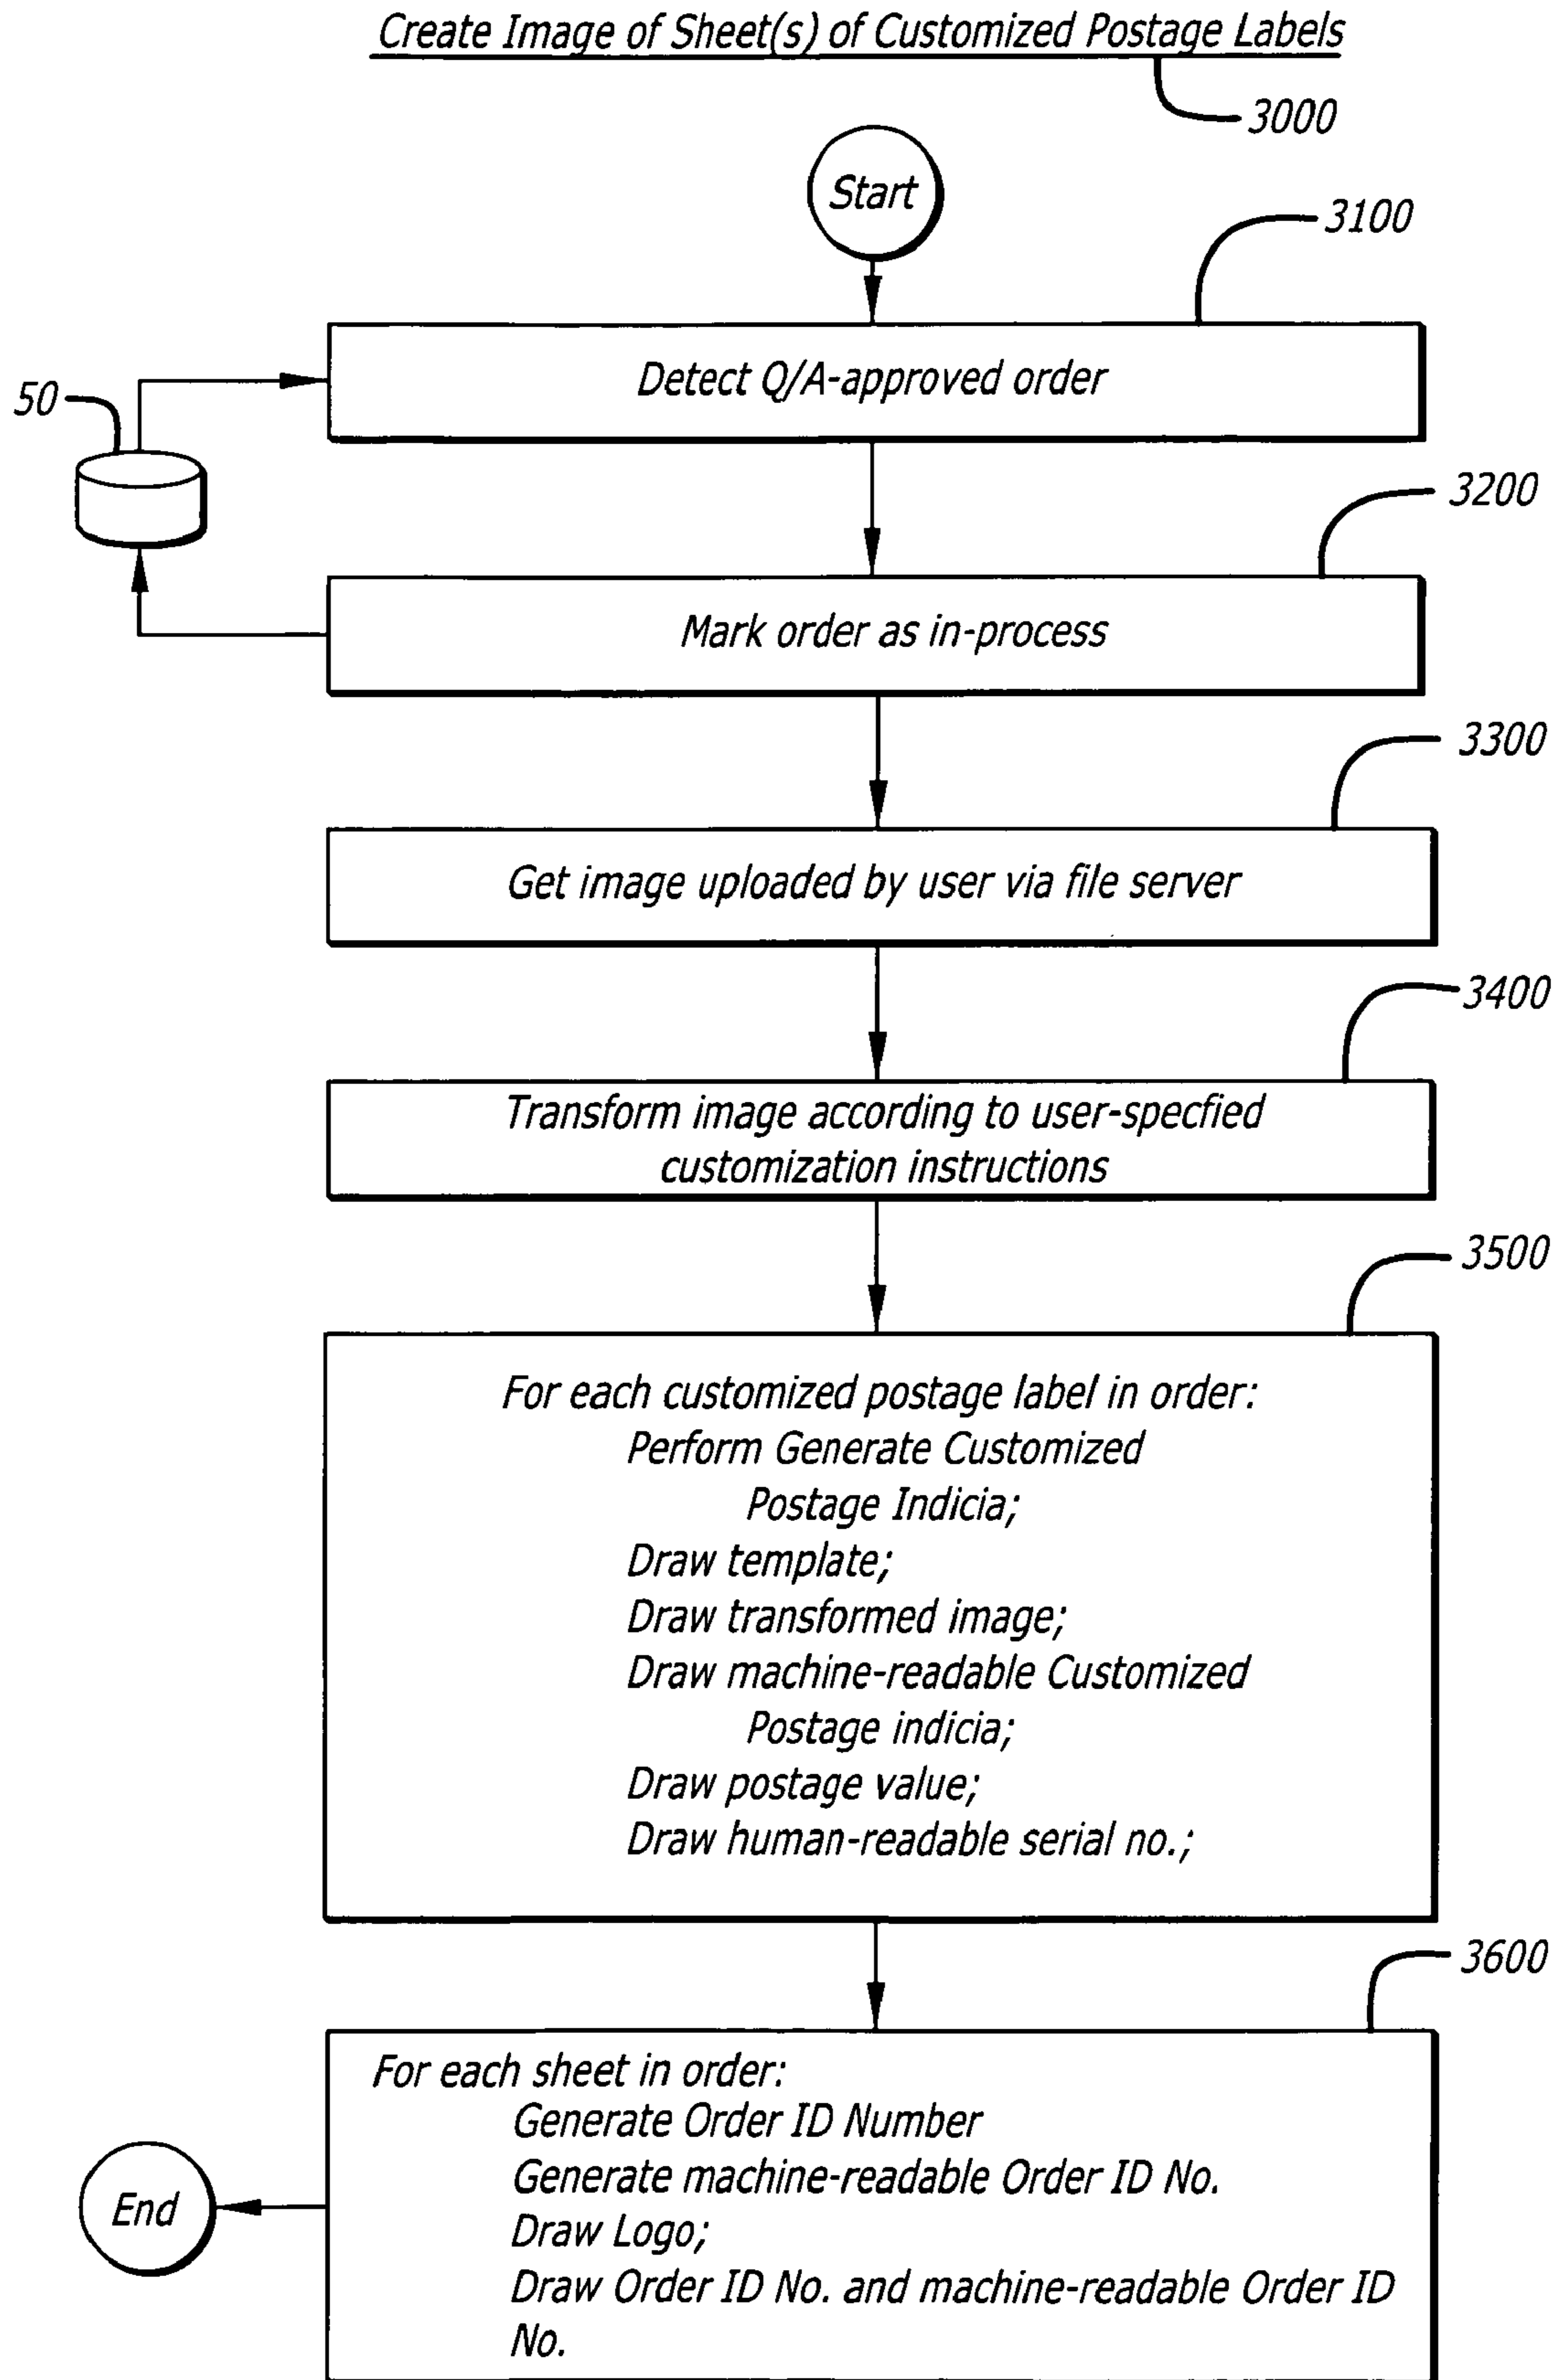 Create Image of Sheet(s) of Customized Postage Labels
3000
Start
3100
Detect Q/A-approved order
50
3200
Mark order as in-process
3300
Get image uploaded by user via file server
3400
Transform image according to user-specfied
customization instructions
3500
For each customized postage label in order:
Perform Generate Customized
Postage Indicia;
Draw template;
Draw transformed image;
Draw machine-readable Customized
Postage indicia;
Draw postage value;
Draw human-readable serial no.;
3600
For each sheet in order:
Generate Order ID Number
Generate machine-readable Order ID No.
Draw Logo;
Draw Order ID No. and machine-readable Order ID
No.
End